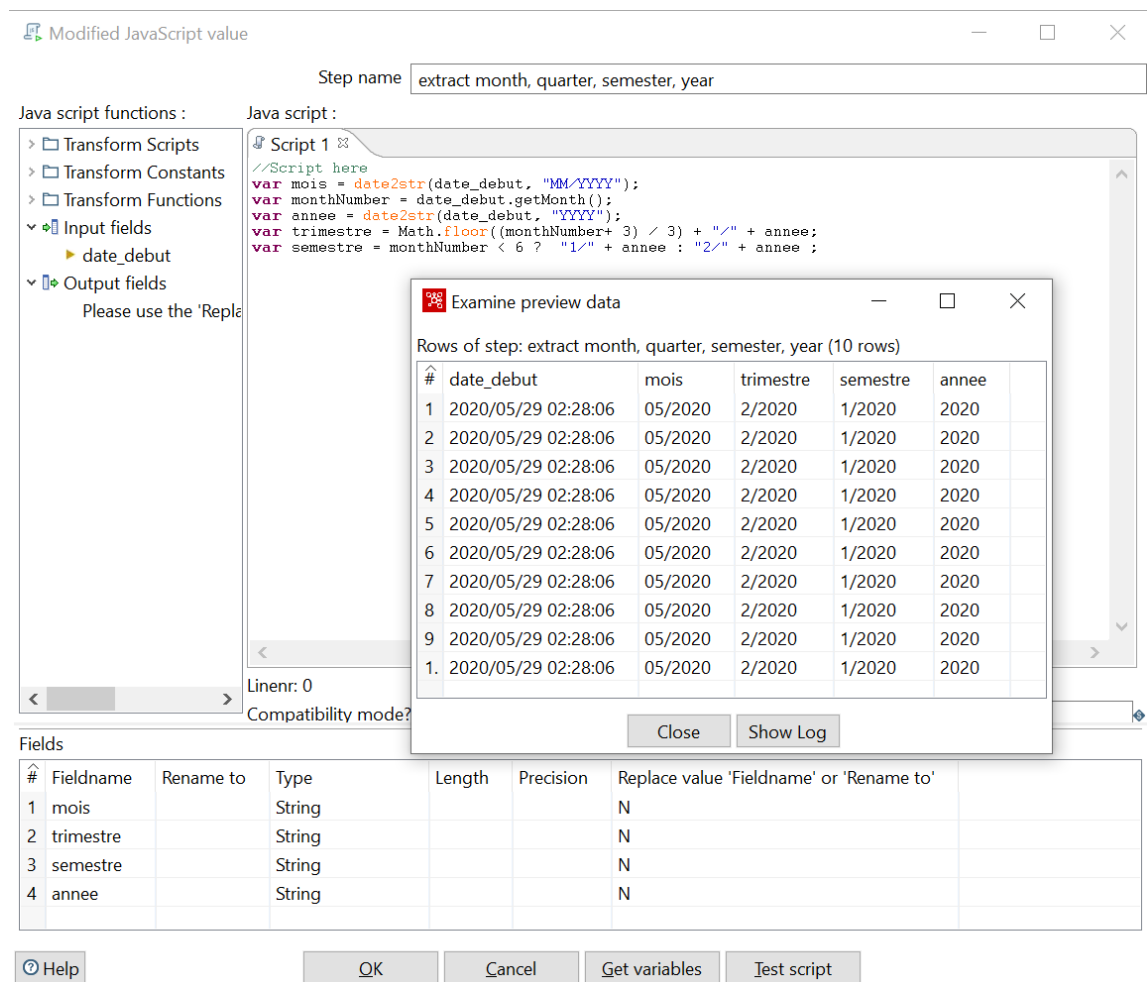 Modified JavaScript value
Step name extract month, quarter, semester, year
Java script functions :
Java script :
Transform Scripts
Transform Constants
Transform Functions
Input fields
date_debut
Output fields
Please use the 'Repla
Script 1
//Script here
var mois = date2str(date_debut, "MM/YYYY");
var monthNumber = date_debut.getMonth();
var annee = date2str(date_debut, "YYYY");
var trimestre = Math.floor((monthNumber+ 3) / 3) + "/" + annee;
var semestre = monthNumber < 6 ?  "1/" + annee : "2/" + annee ;
Linenr: 0
Compatibility mode?
Examine preview data
Rows of step: extract month, quarter, semester, year (10 rows)
# date_debut mois trimestre semestre annee
1 2020/05/29 02:28:06 05/2020 2/2020 1/2020 2020
2 2020/05/29 02:28:06 05/2020 2/2020 1/2020 2020
3 2020/05/29 02:28:06 05/2020 2/2020 1/2020 2020
4 2020/05/29 02:28:06 05/2020 2/2020 1/2020 2020
5 2020/05/29 02:28:06 05/2020 2/2020 1/2020 2020
6 2020/05/29 02:28:06 05/2020 2/2020 1/2020 2020
7 2020/05/29 02:28:06 05/2020 2/2020 1/2020 2020
8 2020/05/29 02:28:06 05/2020 2/2020 1/2020 2020
9 2020/05/29 02:28:06 05/2020 2/2020 1/2020 2020
1. 2020/05/29 02:28:06 05/2020 2/2020 1/2020 2020
Close Show Log
Fields
# Fieldname Rename to Type Length Precision Replace value 'Fieldname' or 'Rename to'
1 mois String N
2 trimestre String N
3 semestre String N
4 annee String N
Help OK Cancel Get variables Test script